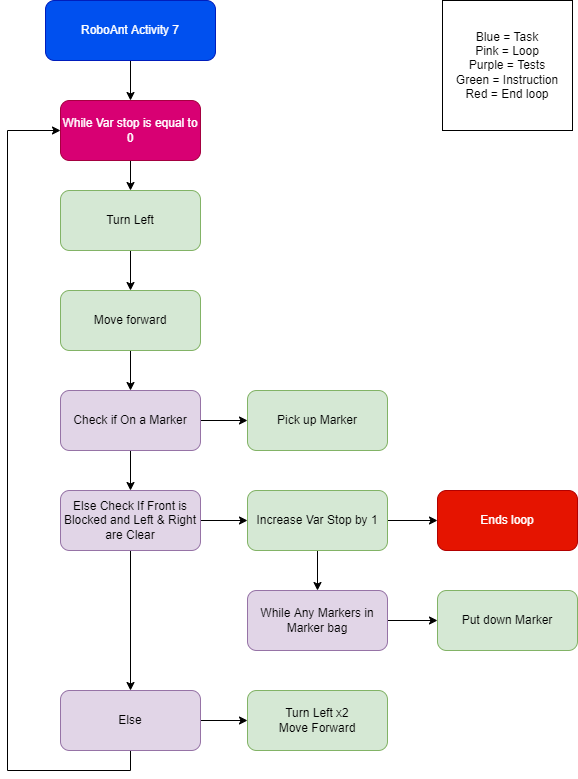 RoboAnt Activity 7
Blue = Task
Pink = Loop
Purple = Tests
Green = Instruction
Red = End loop
While Var stop is equal to
0
Turn Left
Move forward
Check if On a Marker
Pick up Marker
Else Check If Front is
Blocked and Left & Right
are Clear
Increase Var Stop by 1
Ends loop
While Any Markers in
Marker bag
Put down Marker
Else
Turn Left x2
Move Forward